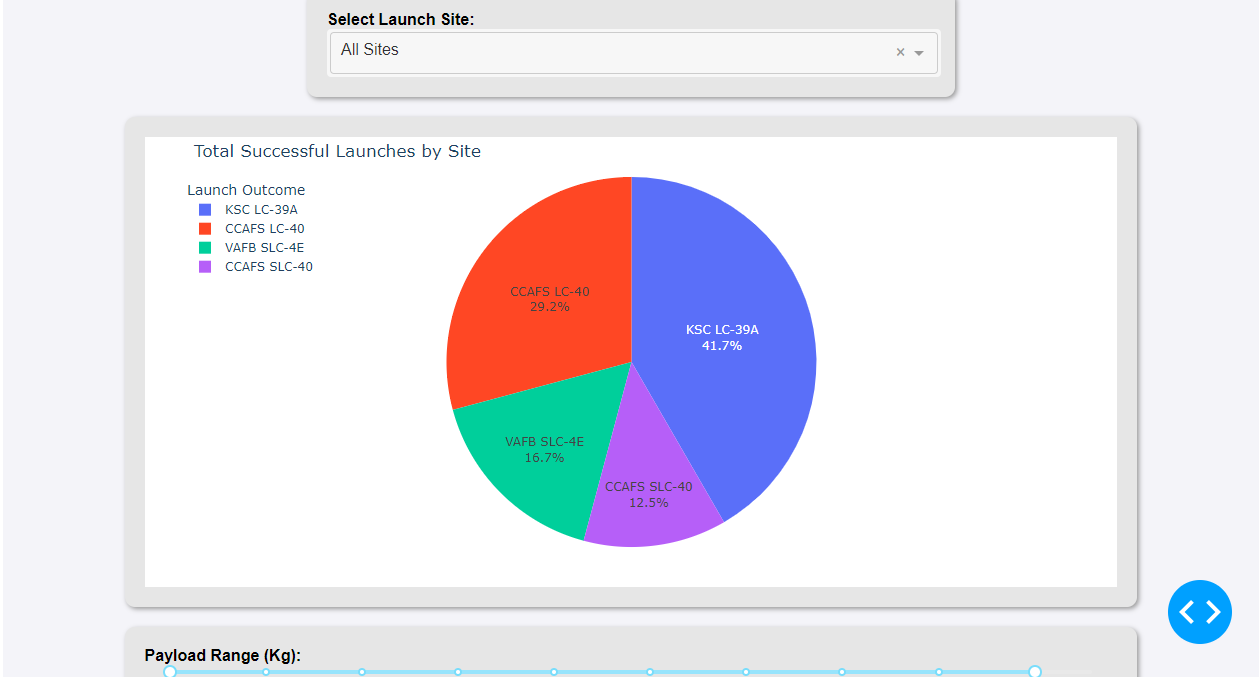 Select Launch Site:
All Sites
Total Successful Launches by Site
Launch Outcome
KSC LC-39A
CCAFS LC-40
VAFB SLC-4E
CCAFS SLC-40
CCAFS LC-40
29.2%
KSC LC-39A
41.7%
VAFB SLC-4E
16.7%
CCAFS SLC-40
12.5%
Payload Range (Kg):